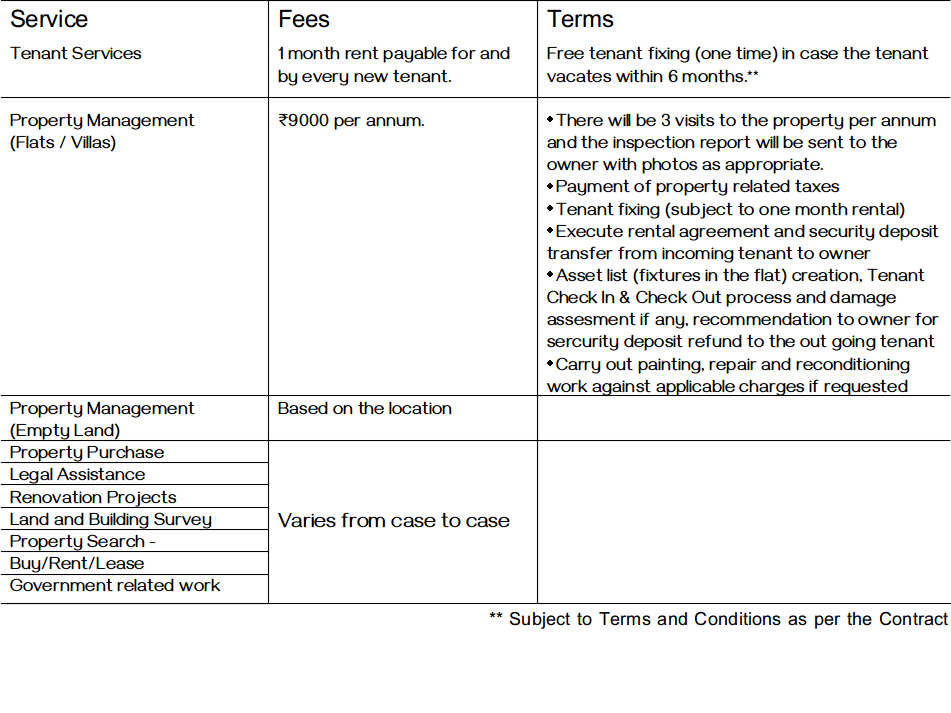 Service
Fees
Terms
Tenant Services
1 month rent payable for and
by every new tenant.
Free tenant fixing (one time) in case the tenant
vacates within 6 months.**
Property Management
(Flats / Villas)
₹9000 per annum.
• There will be 3 visits to the property per annum
and the inspection report will be sent to the
owner with photos as appropriate.
• Payment of property related taxes
• Tenant fixing (subject to one month rental)
• Execute rental agreement and security deposit
transfer from incoming tenant to owner
• Asset list (fixtures in the flat) creation, Tenant
Check In & Check Out process and damage
assesment if any, recommendation to owner for
sercurity deposit refund to the out going tenant
• Carry out painting, repair and reconditioning
work against applicable charges if requested
Property Management
(Empty Land)
Based on the location
Property Purchase
Legal Assistance
Renovation Projects
Land and Building Survey
Property Search -
Buy/Rent/Lease
Government related work
Varies from case to case
** Subject to Terms and Conditions as per the Contract